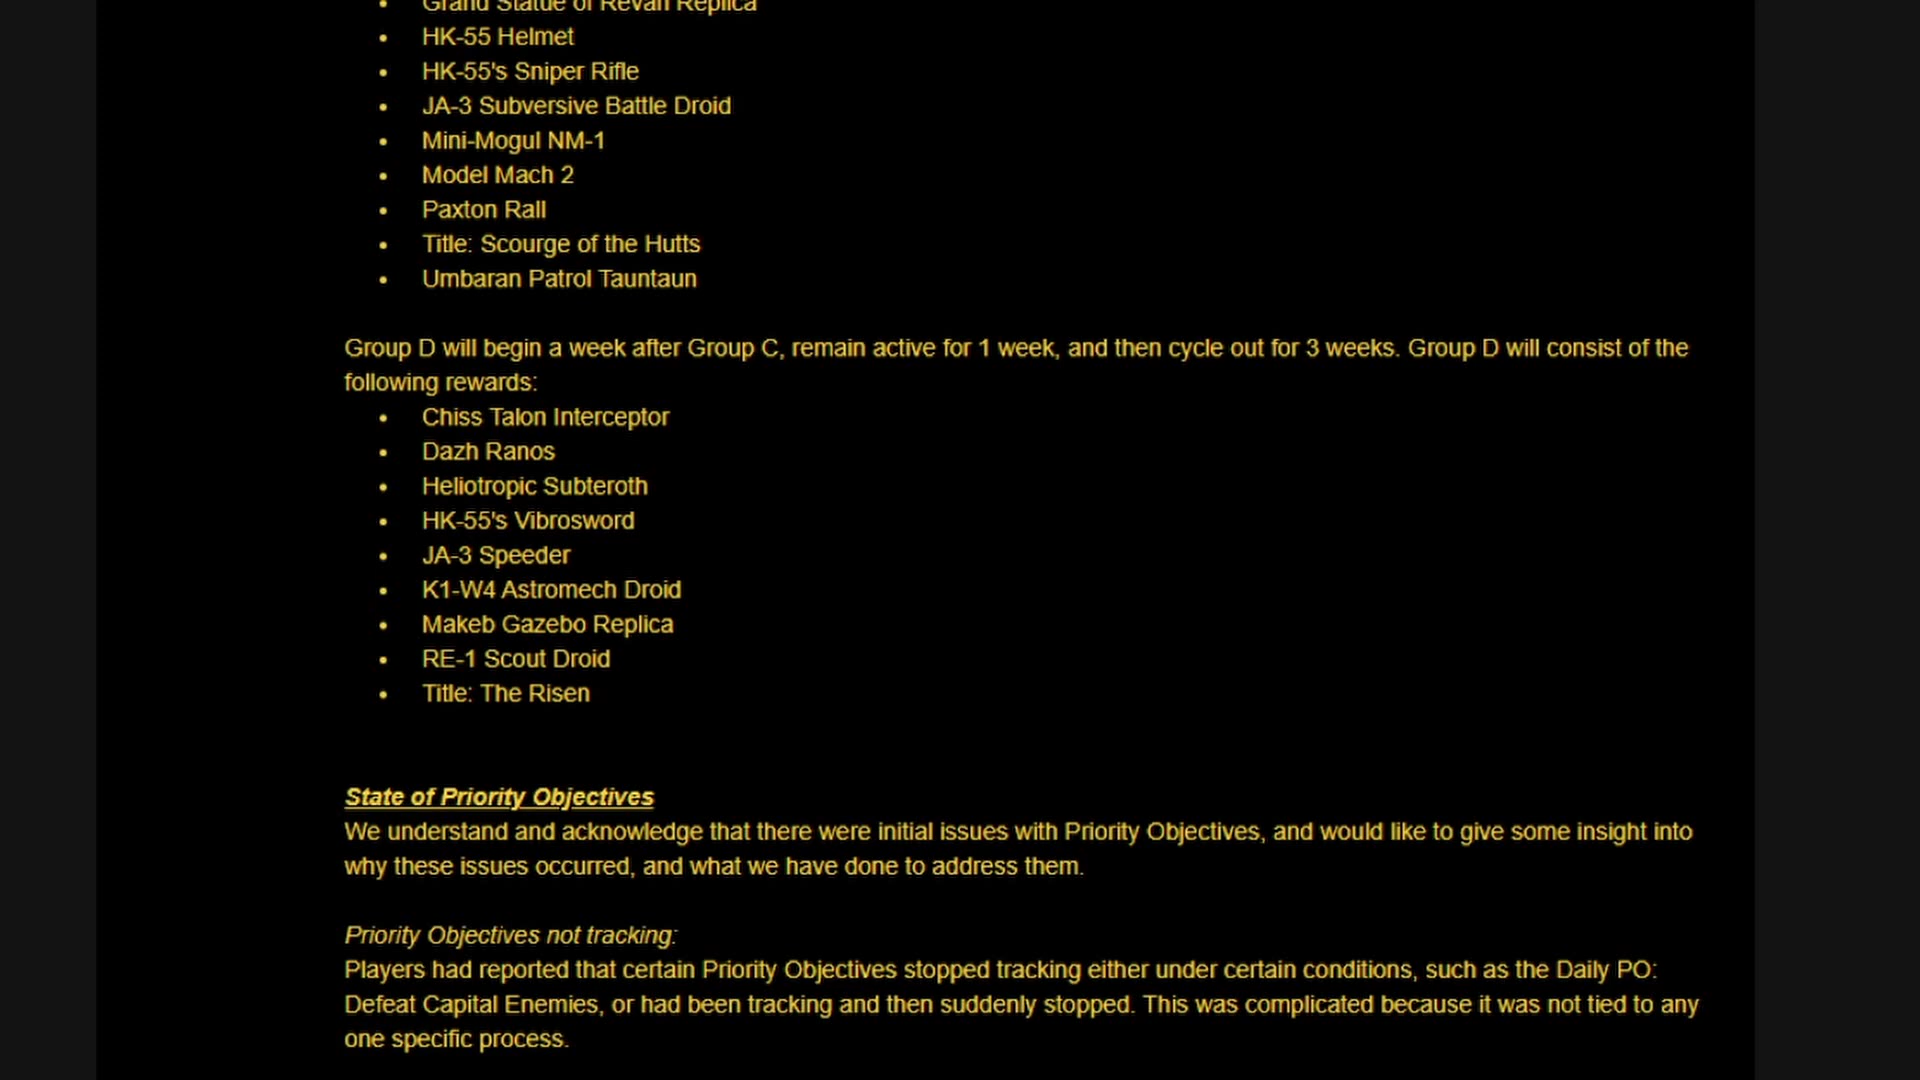 Grand Statue of Revan Replica
HK-55 Helmet
HK-55's Sniper Rifle
JA-3 Subversive Battle Droid
Mini-Mogul NM-1
Model Mach 2
Paxton Rall
Title: Scourge of the Hutts
Umbaran Patrol Tauntaun
Group D will begin a week after Group C, remain active for 1 week, and then cycle out for 3 weeks. Group D will consist of the
following rewards:
Chiss Talon Interceptor
Dazh Ranos
Heliotropic Subteroth
HK-55's Vibrosword
JA-3 Speeder
K1-W4 Astromech Droid
Makeb Gazebo Replica
RE-1 Scout Droid
Title: The Risen
State of Priority Objectives
We understand and acknowledge that there were initial issues with Priority Objectives, and would like to give some insight into
why these issues occurred, and what we have done to address them.
Priority Objectives not tracking:
Players had reported that certain Priority Objectives stopped tracking either under certain conditions, such as the Daily PO:
Defeat Capital Enemies, or had been tracking and then suddenly stopped. This was complicated because it was not tied to any
one specific process.